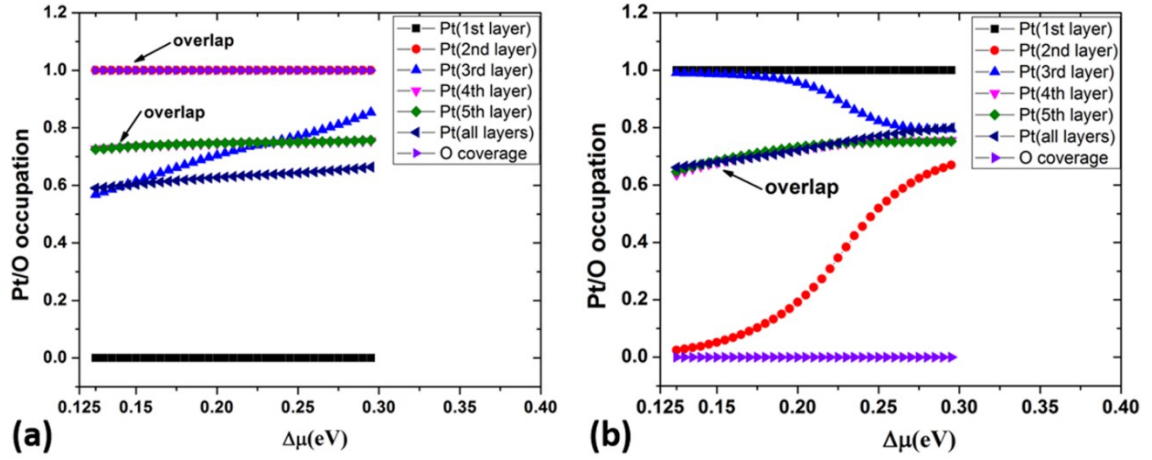 1.2
1.0
0.8
0.6
0.4
0.2
0.0
Pt/O occupation
overlap
overlap
Pt(1st layer)
Pt(2nd layer)
Pt(3rd layer)
Pt(4th layer)
Pt(5th layer)
Pt(all layers)
O coverage
0.125 0.15 0.20 0.25 0.30 0.35 0.40
(a)
Δμ(eV)
1.2
1.0
0.8
0.6
0.4
0.2
0.0
Pt/O occupation
overlap
Pt(1st layer)
Pt(2nd layer)
Pt(3rd layer)
Pt(4th layer)
Pt(5th layer)
Pt(all layers)
O coverage
0.125 0.15 0.20 0.25 0.30 0.35 0.40
(b)
Δμ(eV)